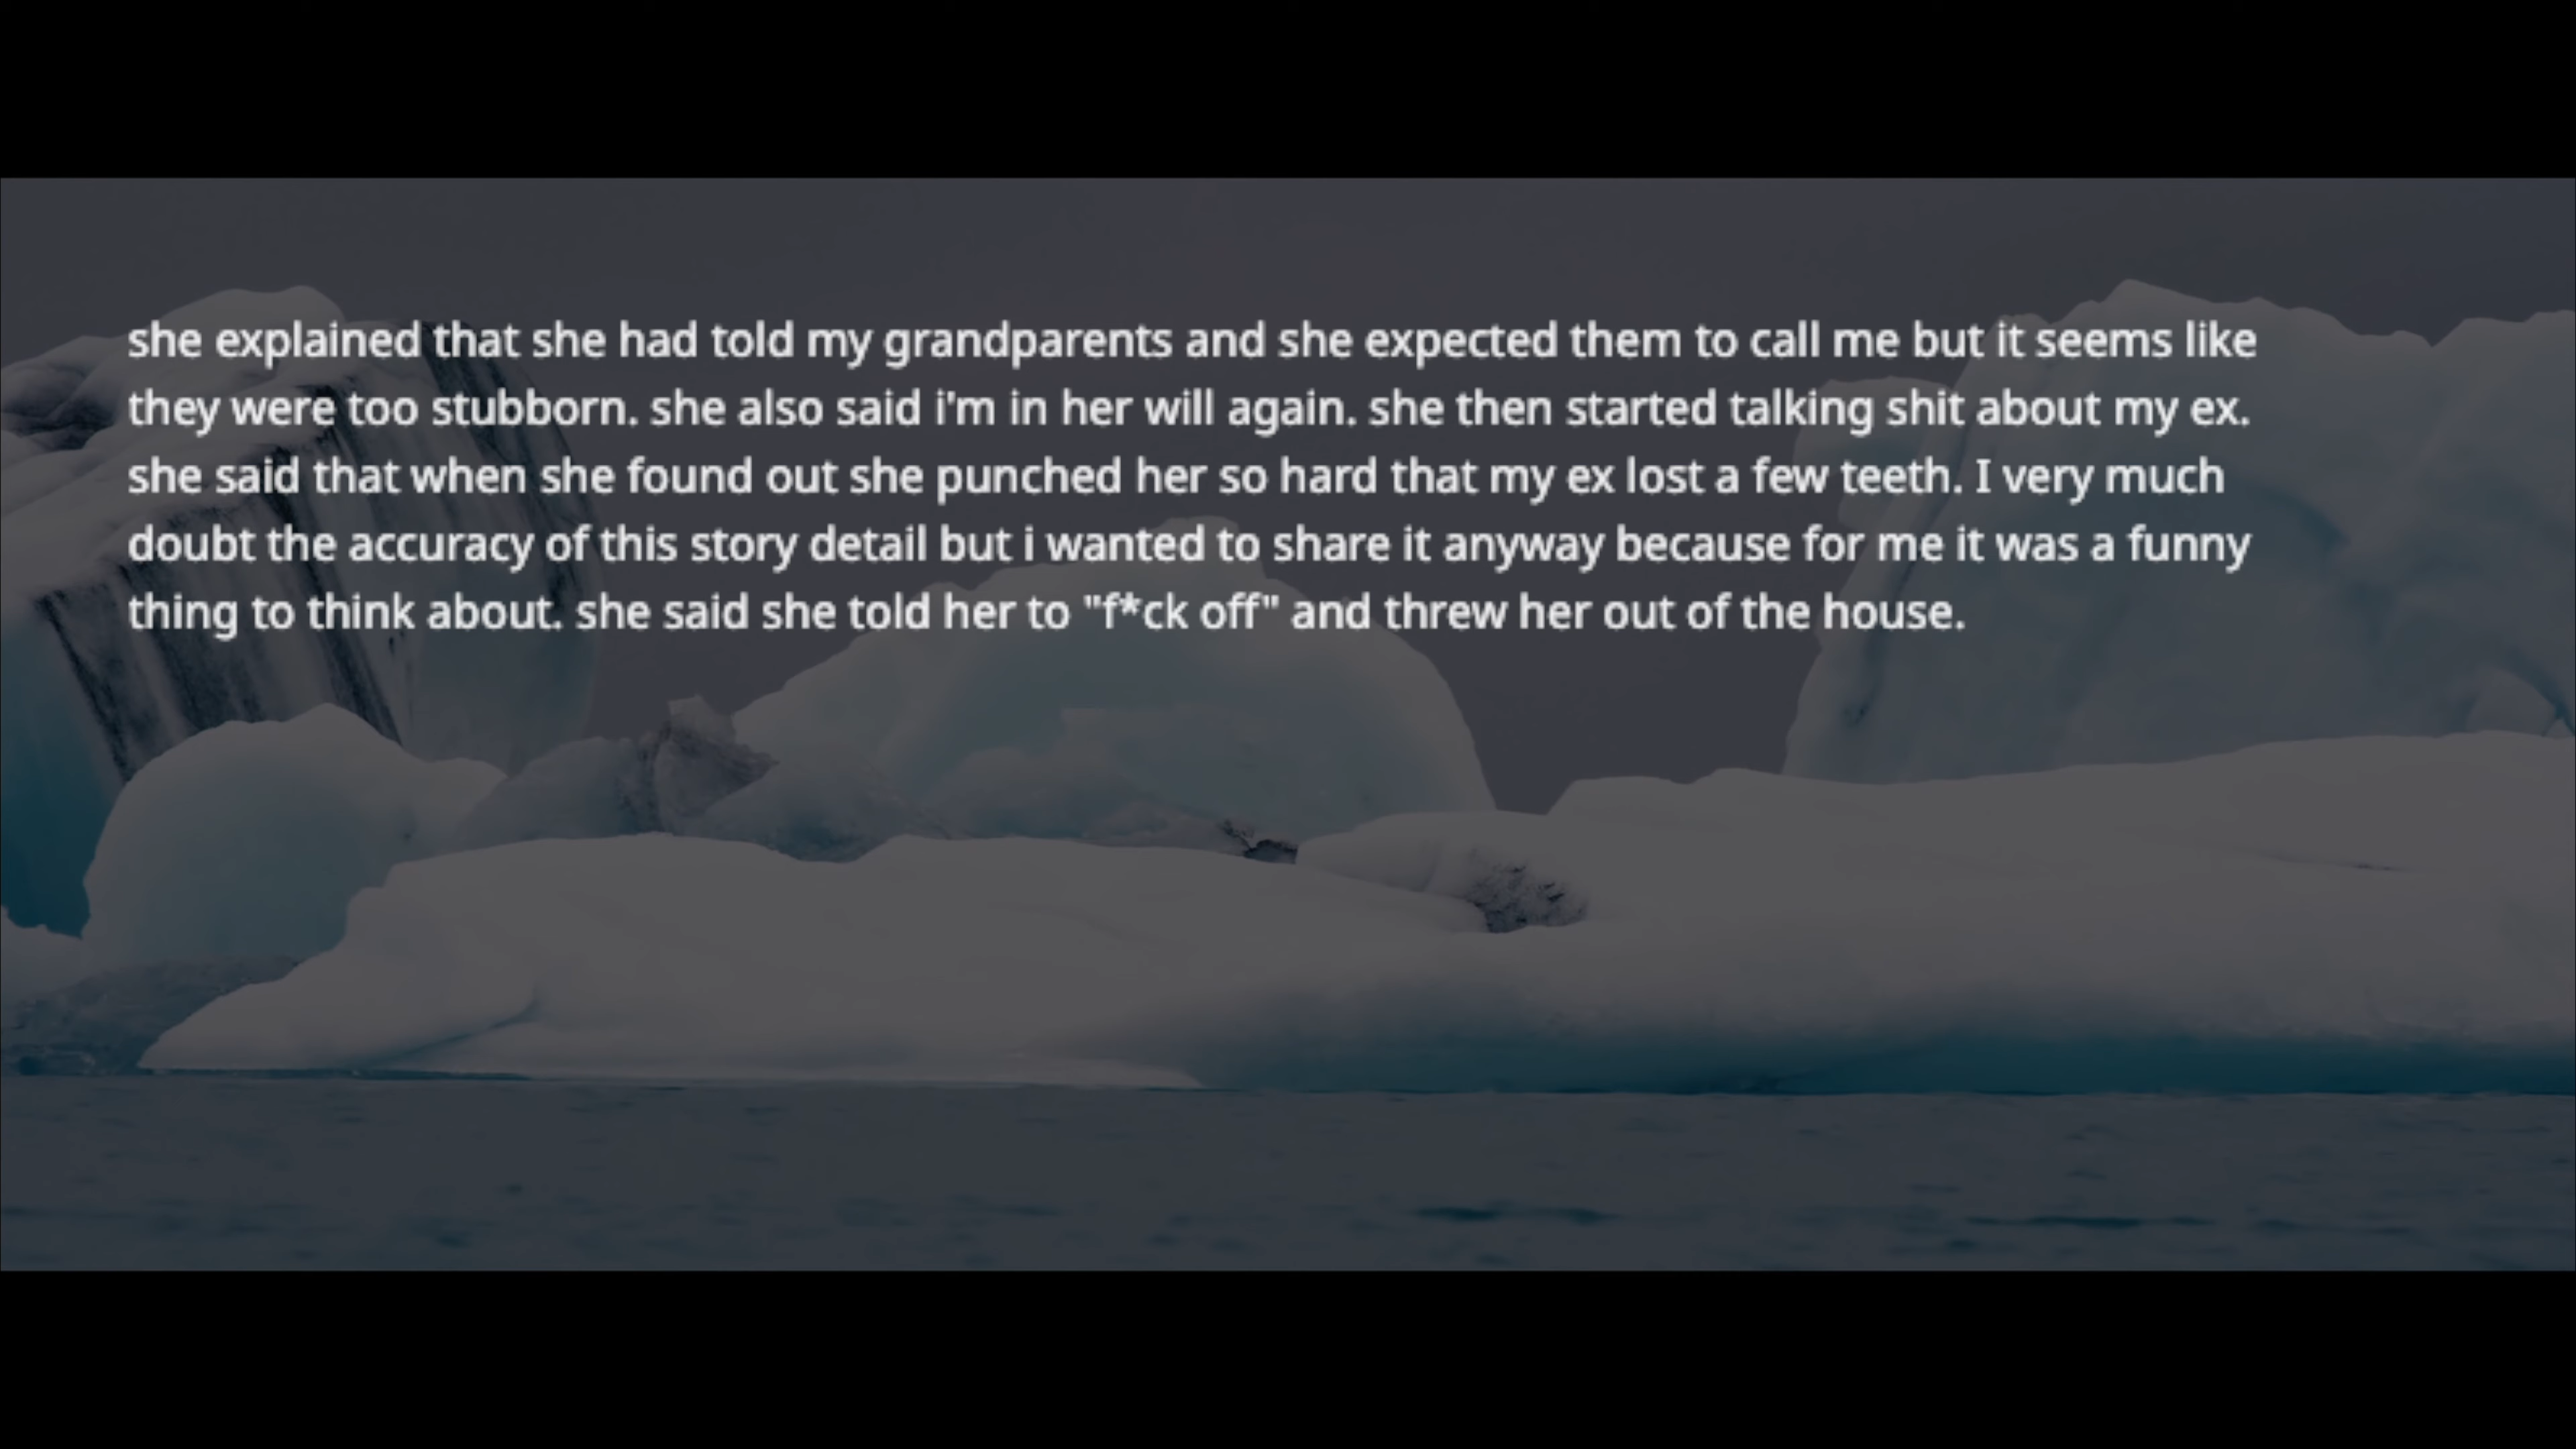 she explained that she had told my grandparents and she expected them to call me but it seems like
they were too stubborn. she also said i'm in her will again. she then started talking shit about my ex.
she said that when she found out she punched her so hard that my ex lost a few teeth. I very much
doubt the accuracy of this story detail but i wanted to share it anyway because for me it was a funny
thing to think about. she said she told her to "f*ck off" and threw her out of the house.